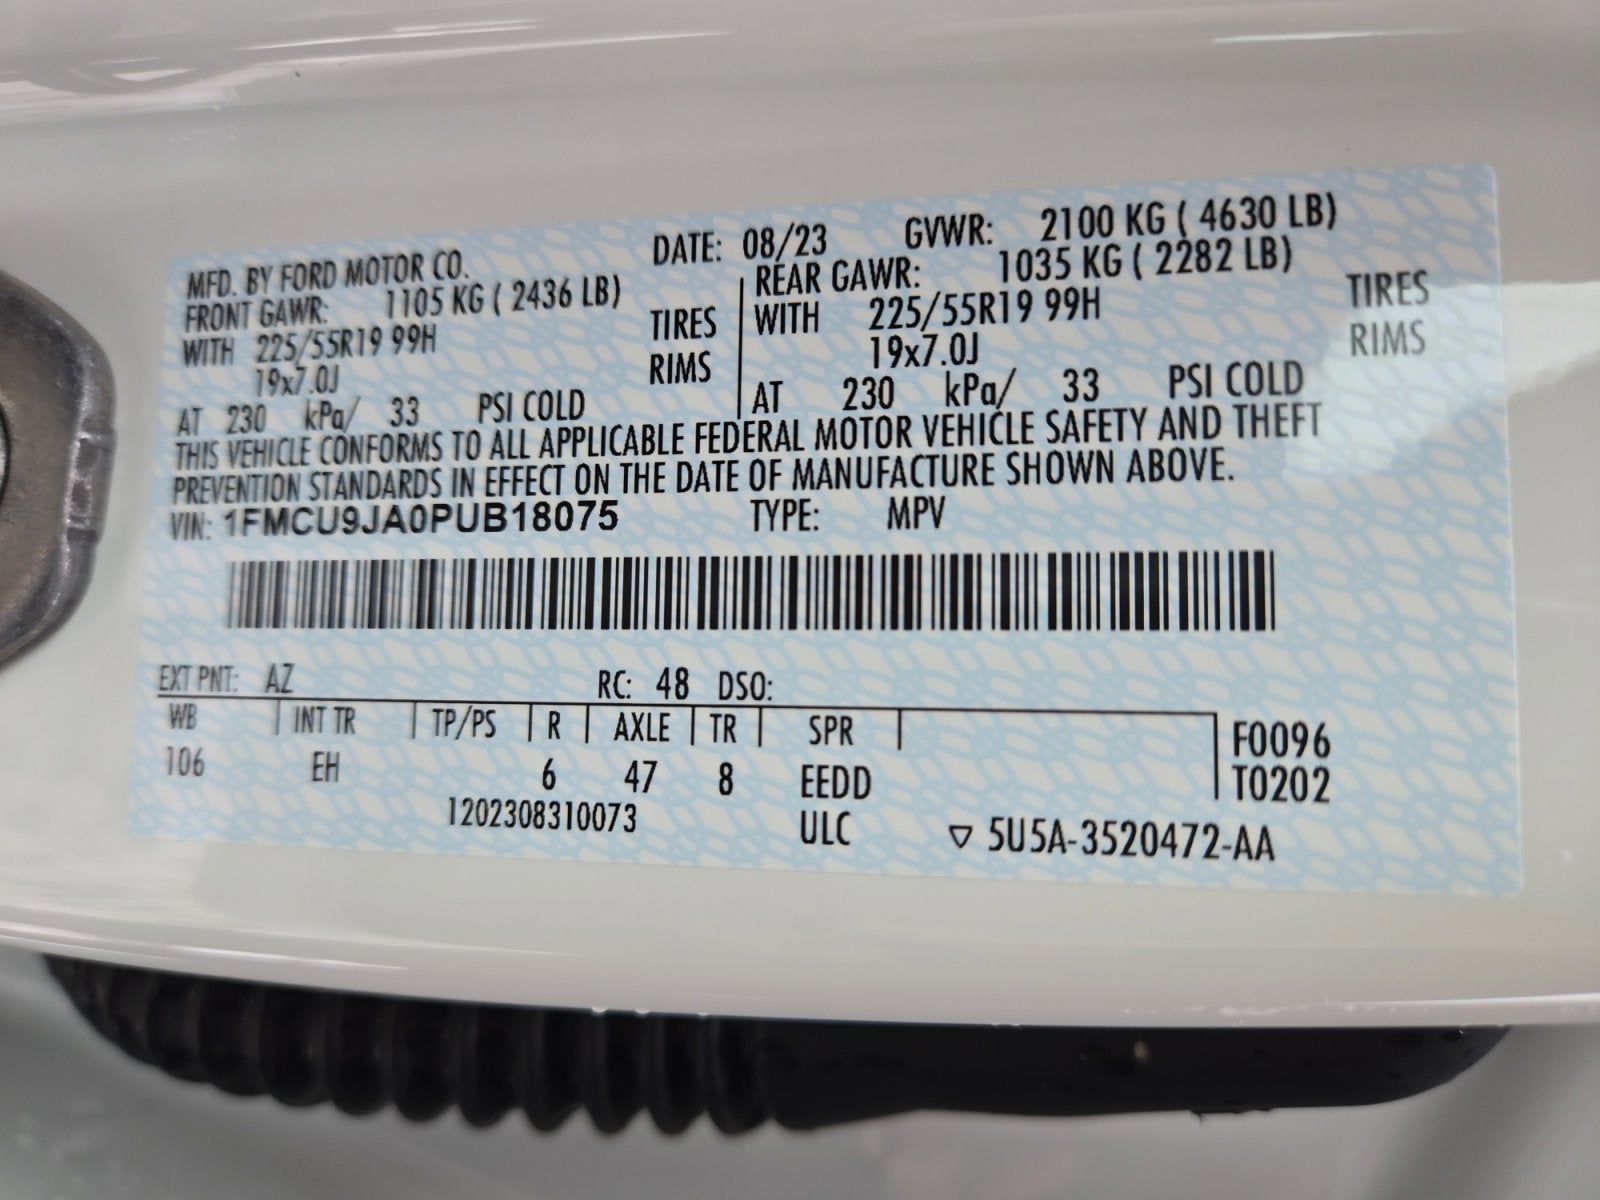 MFD. BY FORD MOTOR CO. DATE: 08/23 GVWR: 2100 KG ( 4630 LB)
FRONT GAWR: 1105 KG ( 2436 LB) REAR GAWR: 1035 KG ( 2282 LB)
WITH 225/55R19 99H TIRES WITH 225/55R19 99H TIRES
19x7.0J RIMS 19x7.0J RIMS
AT 230 kPa/ 33 PSI COLD AT 230 kPa/ 33 PSI COLD
THIS VEHICLE CONFORMS TO ALL APPLICABLE FEDERAL MOTOR VEHICLE SAFETY AND THEFT
PREVENTION STANDARDS IN EFFECT ON THE DATE OF MANUFACTURE SHOWN ABOVE.
VIN: 1FMCU9JA0PUB18075 TYPE: MPV
EXT PNT: AZ RC: 48 DSO:
WB INT TR TP/PS R AXLE TR SPR F0096
106 EH 6 47 8 EEDD T0202
1202308310073 ULC ▽ 5U5A-3520472-AA